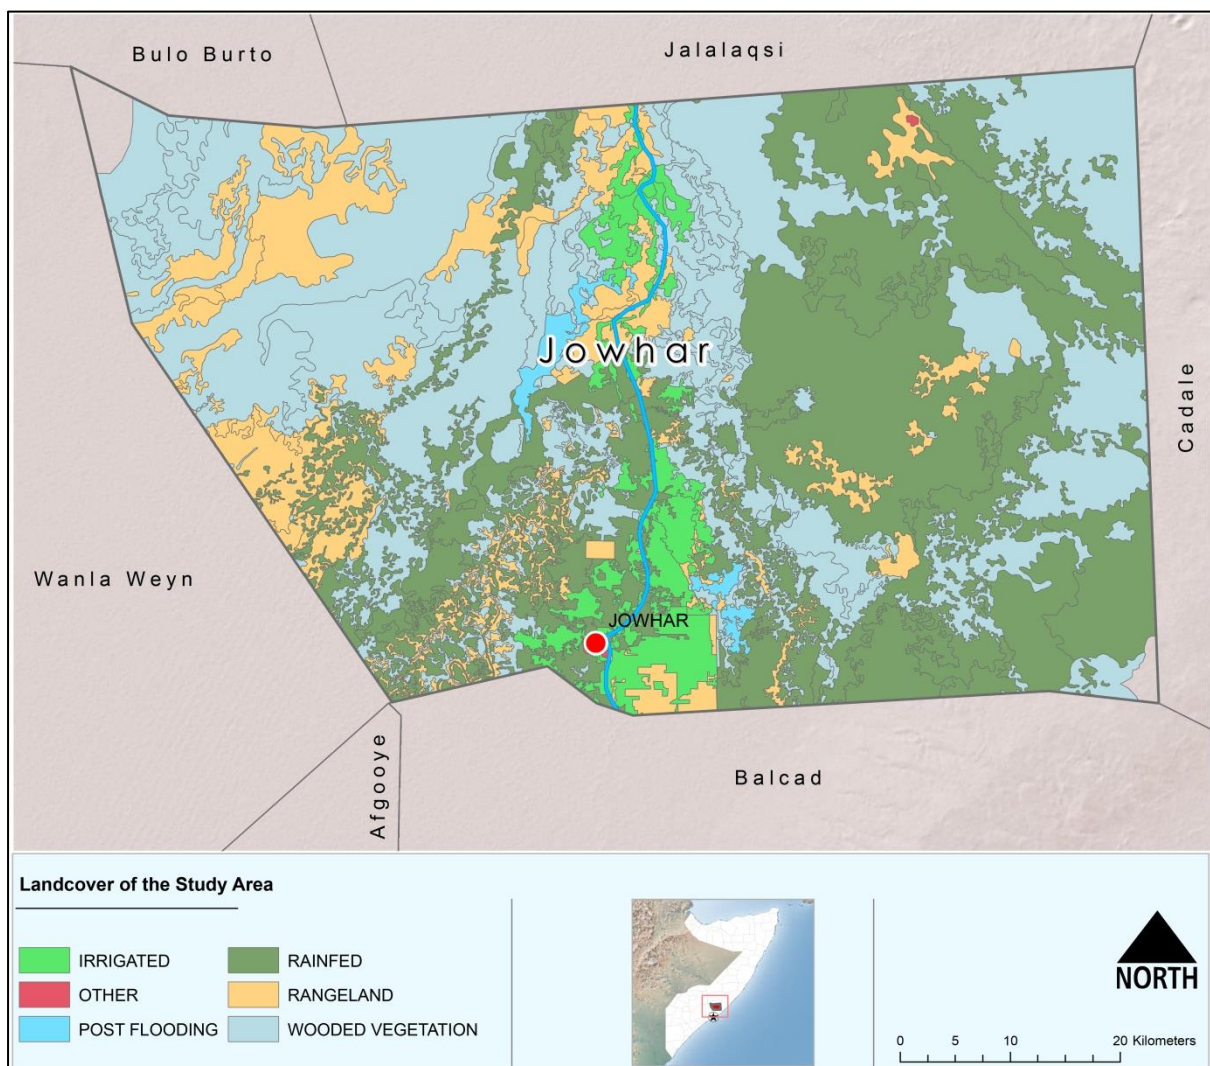 Bulo Burto
Jalalaqsi
Jowhar
Cadale
Wanla Weyn
JOWHAR
Afgooye
Balcad
Landcover of the Study Area
IRRIGATED
RAINFED
OTHER
RANGELAND
POST FLOODING
WOODED VEGETATION
NORTH
0 5 10 20 Kilometers